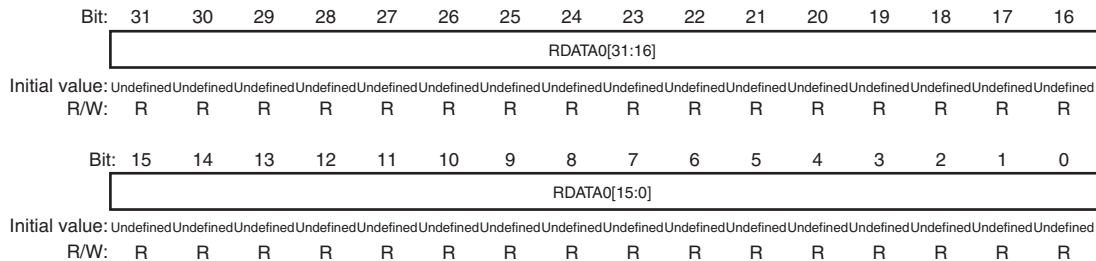 Bit: 31 30 29 28 27 26 25 24 23 22 21 20 19 18 17 16
RDATA0[31:16]
Initial value: Undefined Undefined Undefined Undefined Undefined Undefined Undefined Undefined Undefined Undefined Undefined Undefined Undefined Undefined Undefined Undefined
R/W: R R R R R R R R R R R R R R R R
Bit: 15 14 13 12 11 10 9 8 7 6 5 4 3 2 1 0
RDATA0[15:0]
Initial value: Undefined Undefined Undefined Undefined Undefined Undefined Undefined Undefined Undefined Undefined Undefined Undefined Undefined Undefined Undefined Undefined
R/W: R R R R R R R R R R R R R R R R